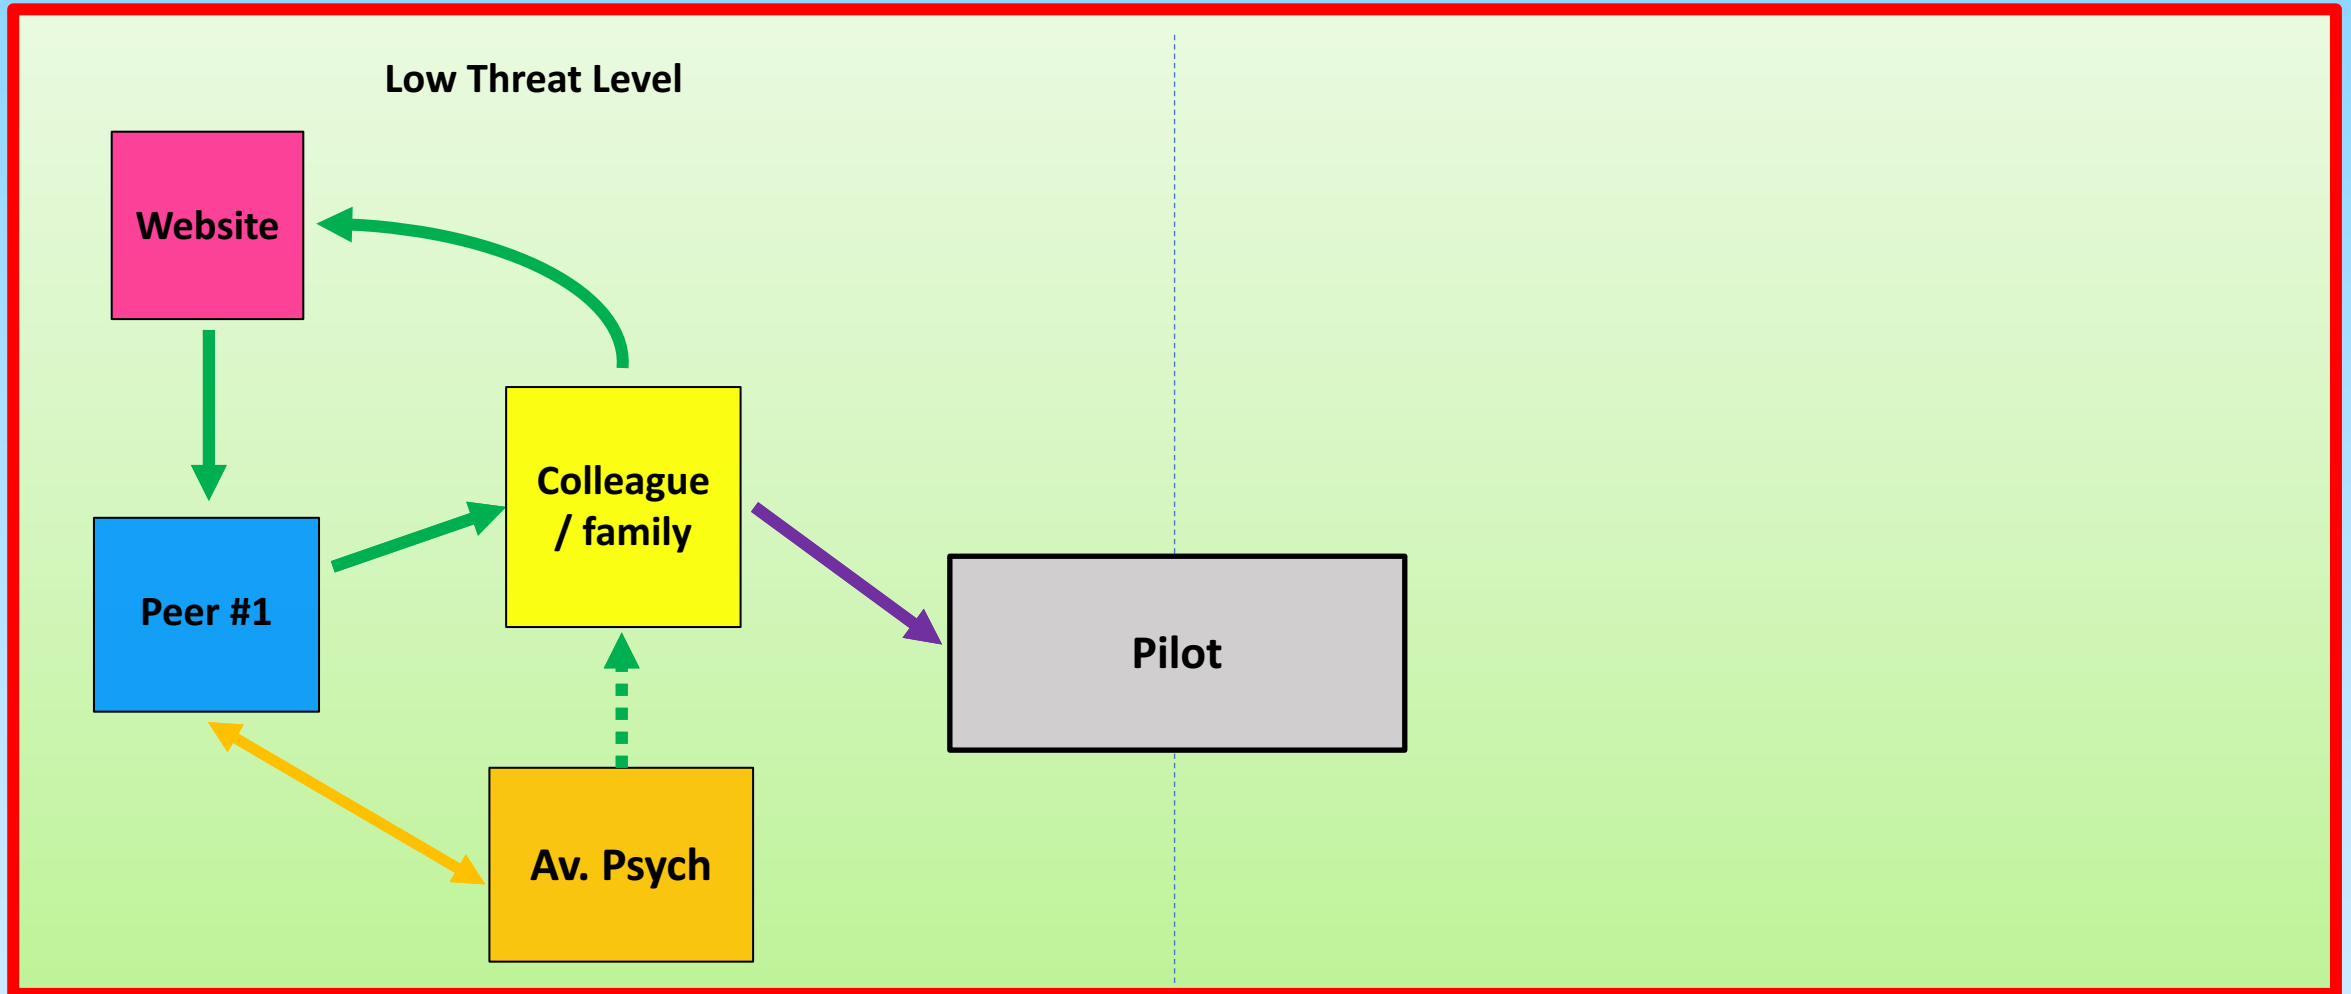 Low Threat Level
Website
Colleague
/ family
Peer #1
Pilot
Av. Psych